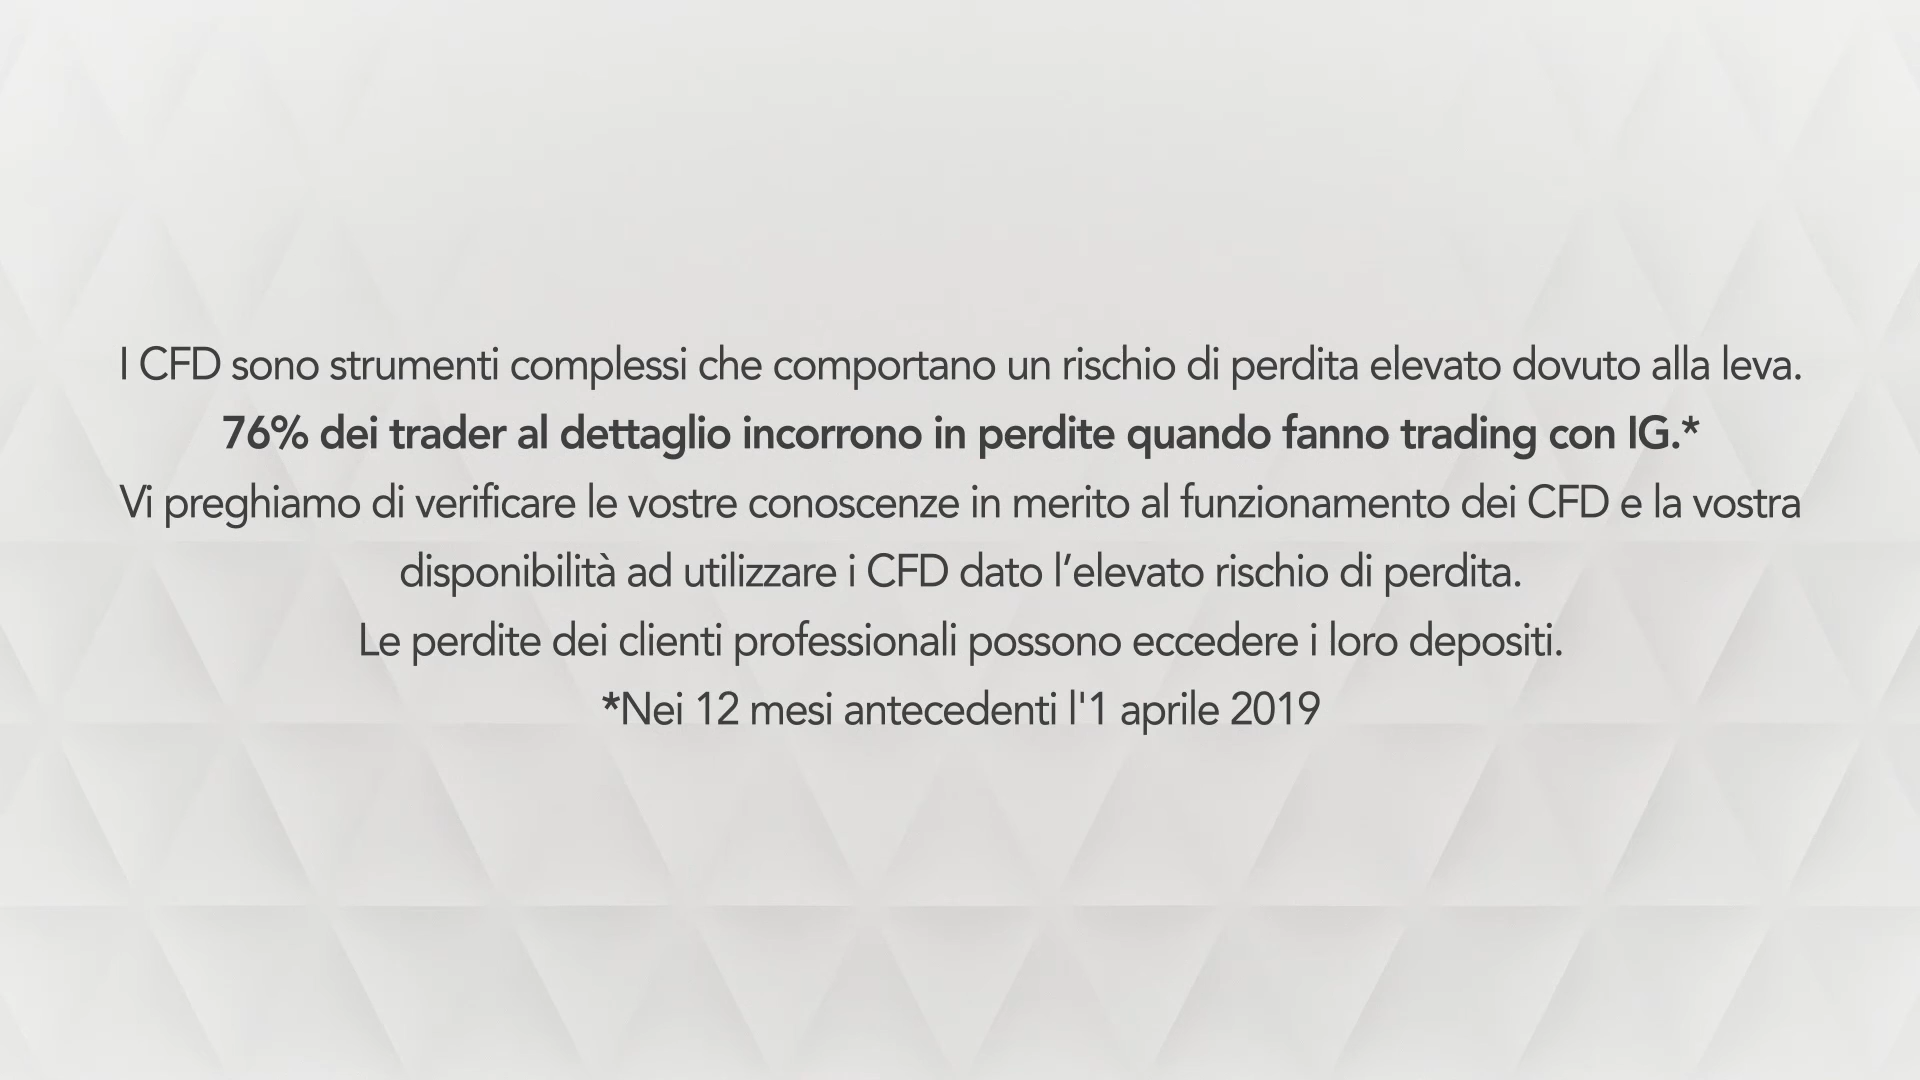 I CFD sono strumenti complessi che comportano un rischio di perdita elevato dovuto alla leva.
76% dei trader al dettaglio incorrono in perdite quando fanno trading con IG.*
Vi preghiamo di verificare le vostre conoscenze in merito al funzionamento dei CFD e la vostra
disponibilità ad utilizzare i CFD dato l’elevato rischio di perdita.
Le perdite dei clienti professionali possono eccedere i loro depositi.
*Nei 12 mesi antecedenti l'1 aprile 2019